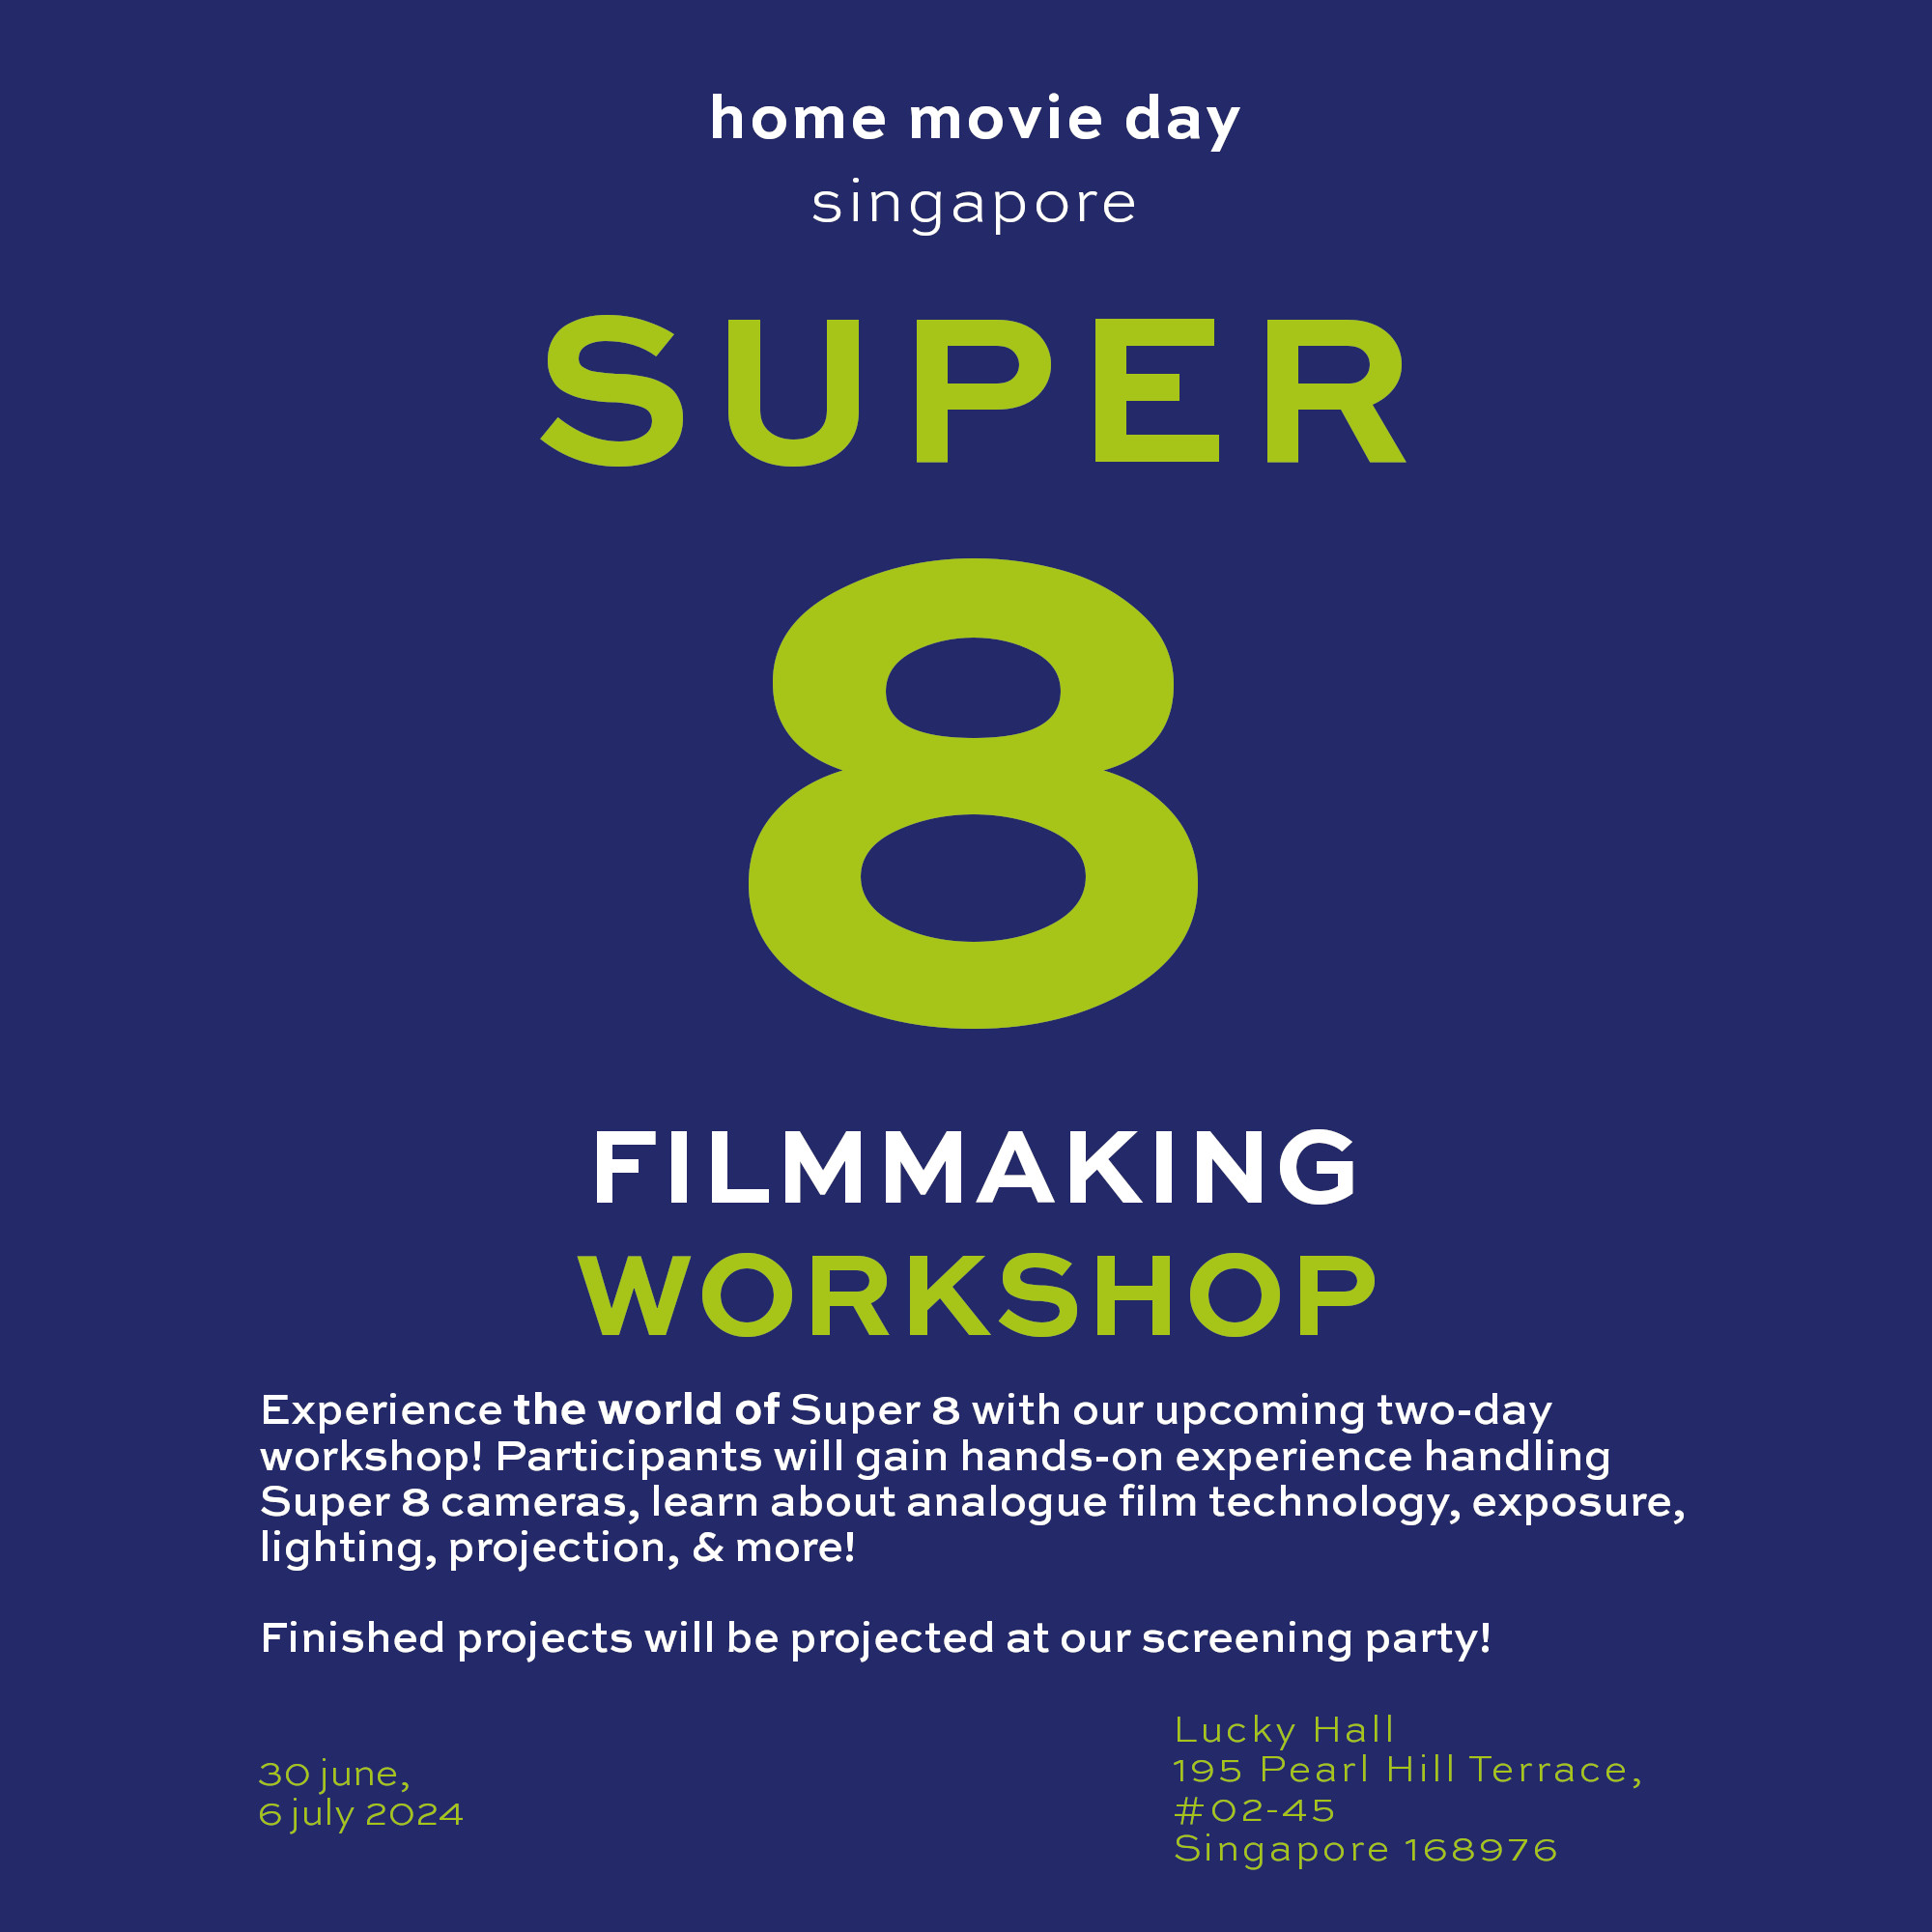 home movie day
singapore
SUPER
8
FILMMAKING
WORKSHOP
Experience the world of Super 8 with our upcoming two-day
workshop! Participants will gain hands-on experience handling
Super 8 cameras, learn about analogue film technology, exposure,
lighting, projection, & more!
Finished projects will be projected at our screening party!
30 june,
6 july 2024
Lucky Hall
195 Pearl Hill Terrace,
#02-45
Singapore 168976